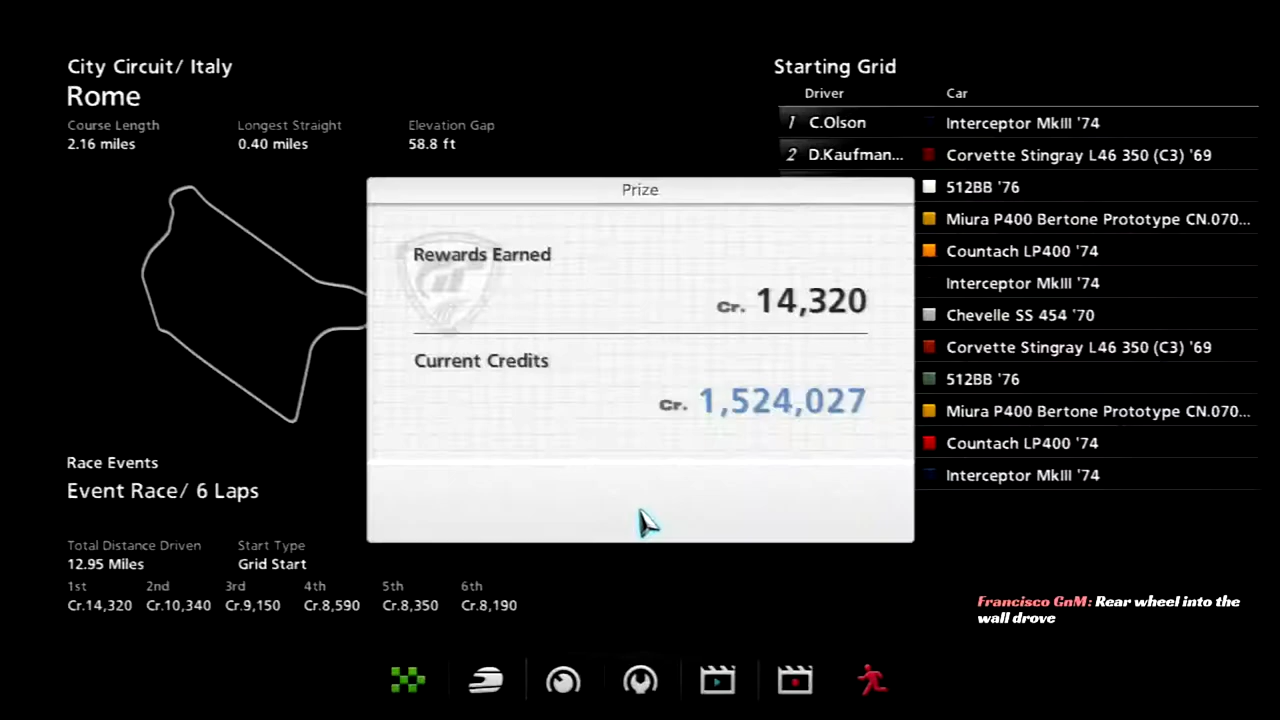 City Circuit/ Italy
Rome
Course Length
Longest Straight
Elevation Gap
2.16 miles
0.40 miles
58.8 ft
Starting Grid
Driver
Car
1 C.Olson Interceptor MkIII '74
2 D.Kaufman... Corvette Stingray L46 350 (C3) '69
512BB '76
Miura P400 Bertone Prototype CN.070...
Countach LP400 '74
Interceptor MkIII '74
Chevelle SS 454 '70
Corvette Stingray L46 350 (C3) '69
512BB '76
Miura P400 Bertone Prototype CN.070...
Countach LP400 '74
Interceptor MkIII '74
Prize
Rewards Earned
Cr. 14,320
Current Credits
Cr. 1,524,027
Race Events
Event Race/ 6 Laps
Total Distance Driven
Start Type
12.95 Miles
Grid Start
1st 2nd 3rd 4th 5th 6th
Cr.14,320 Cr.10,340 Cr.9,150 Cr.8,590 Cr.8,350 Cr.8,190
Francisco GnM: Rear wheel into the
wall drove